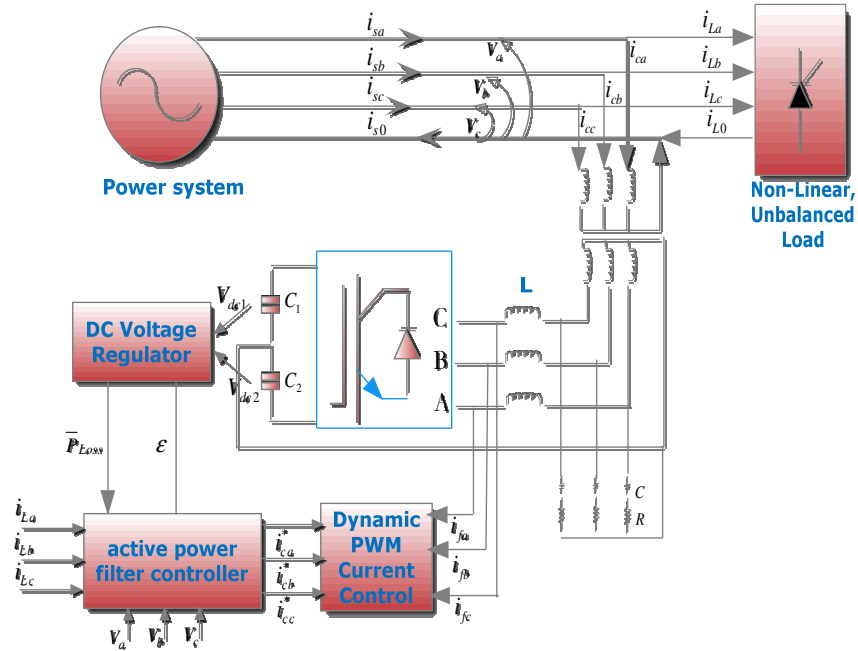 i_sa
i_sb
i_sc
i_s0
V_a
V_b
V_c
i_ca
i_cb
i_cc
i_La
i_Lb
i_Lc
i_L0
Power system
Non-Linear,
Unbalanced
Load
V_dc1
V_dc2
C_1
C_2
DC Voltage
Regulator
L
C
B
A
P̅_Loss
ε
C
R
i_La
i_Lb
i_Lc
active power
filter controller
i*_ca
i*_cb
i*_cc
Dynamic
PWM
Current
Control
i_fa
i_fb
i_fc
V_a
V_b
V_c